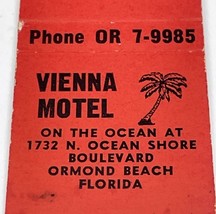 Phone OR 7-9985
VIENNA
MOTEL
ON THE OCEAN AT
1732 N. OCEAN SHORE
BOULEVARD
ORMOND BEACH
FLORIDA